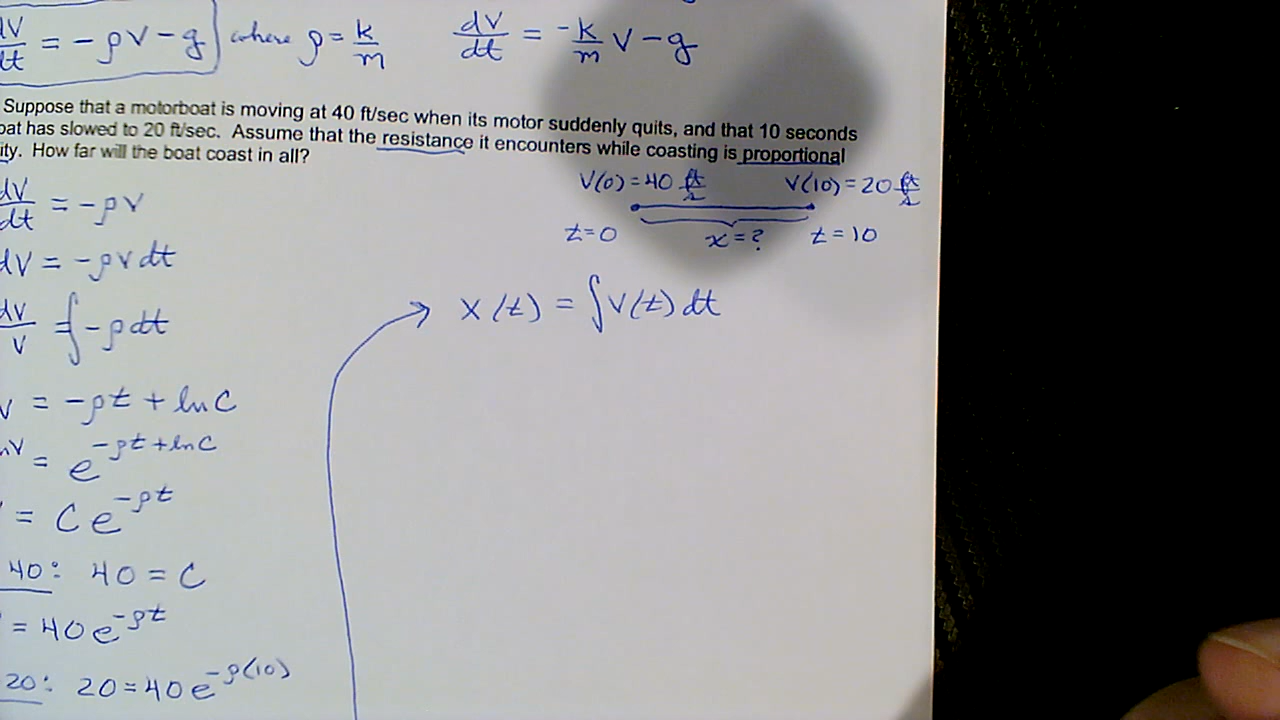 dV/dt = -ρv - g where ρ = k/m dV/dt = -k/m v - g
Suppose that a motorboat is moving at 40 ft/sec when its motor suddenly quits, and that 10 seconds
boat has slowed to 20 ft/sec. Assume that the resistance it encounters while coasting is proportional
ity. How far will the boat coast in all?
V(0) = 40 ft/s V(10) = 20 ft/s
t=0 x=? t=10
dV/dt = -ρv
dV = -ρv dt
dV/V = ∫-ρdt
x(t) = ∫v(t) dt
V = -ρt + ln C
nV = e^(-ρt + ln C)
= Ce^(-ρt)
40: 40 = C
= 40e^(-ρt)
20: 20 = 40e^(-ρ(10))